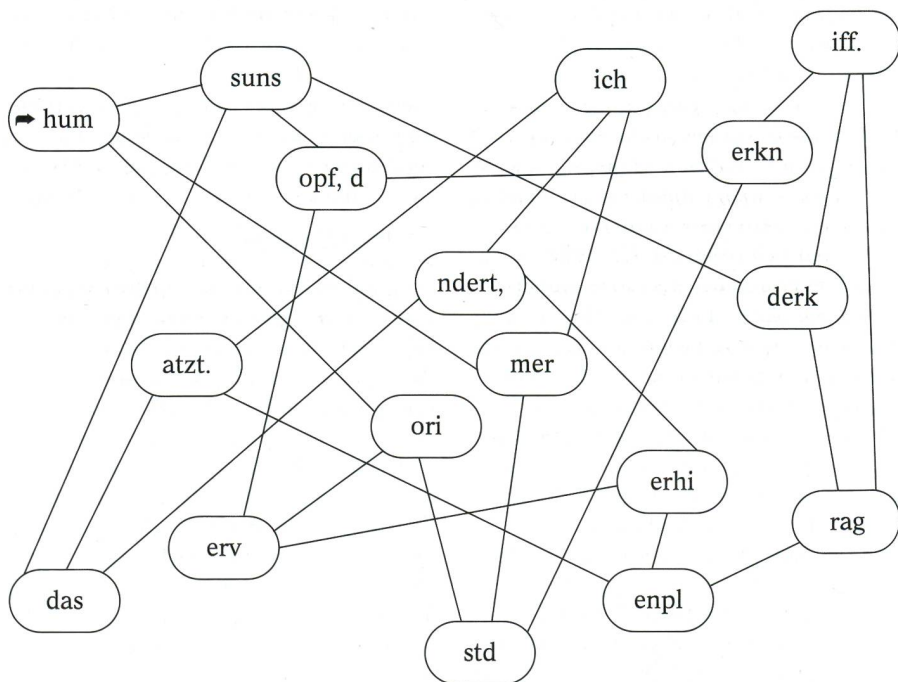 suns
ich
iff.
➡ hum
erkn
opf, d
ndert,
derk
atzt.
mer
ori
erhi
rag
erv
das
enpl
std